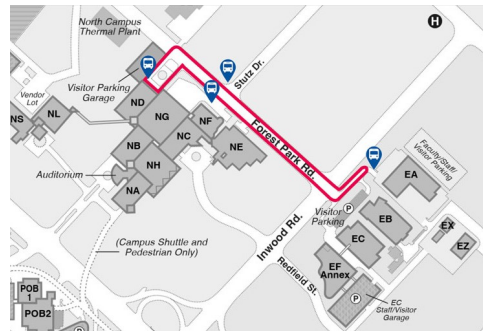 North Campus
Thermal Plant
H
Visitor Parking
Garage
Stutz Dr.
Vendor
Lot
NS
NL
ND
NG
NF
NC
NE
NB
NH
NA
Auditorium
Forest Park Rd.
Faculty/Staff/
Visitor Parking
EA
P
Visitor
Parking
EB
EX
EZ
EC
Inwood Rd.
(Campus Shuttle and
Pedestrian Only)
Redfield St.
EF
Annex
P
EC
Staff/Visitor
Garage
POB
1
POB2
P